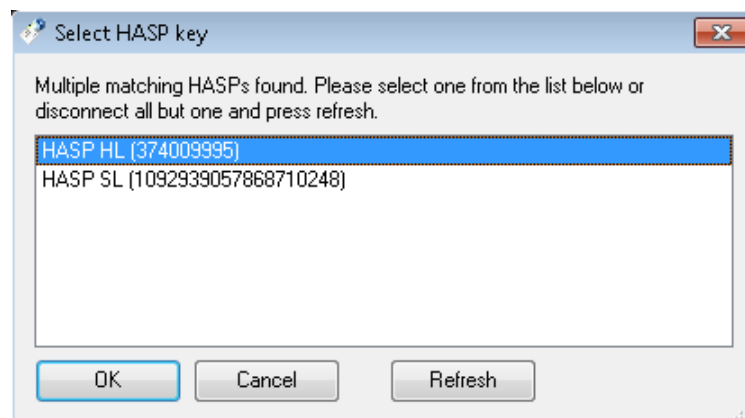 Select HASP key
Multiple matching HASPs found. Please select one from the list below or
disconnect all but one and press refresh.
HASP HL (374009995)
HASP SL (1092939057868710248)
OK
Cancel
Refresh